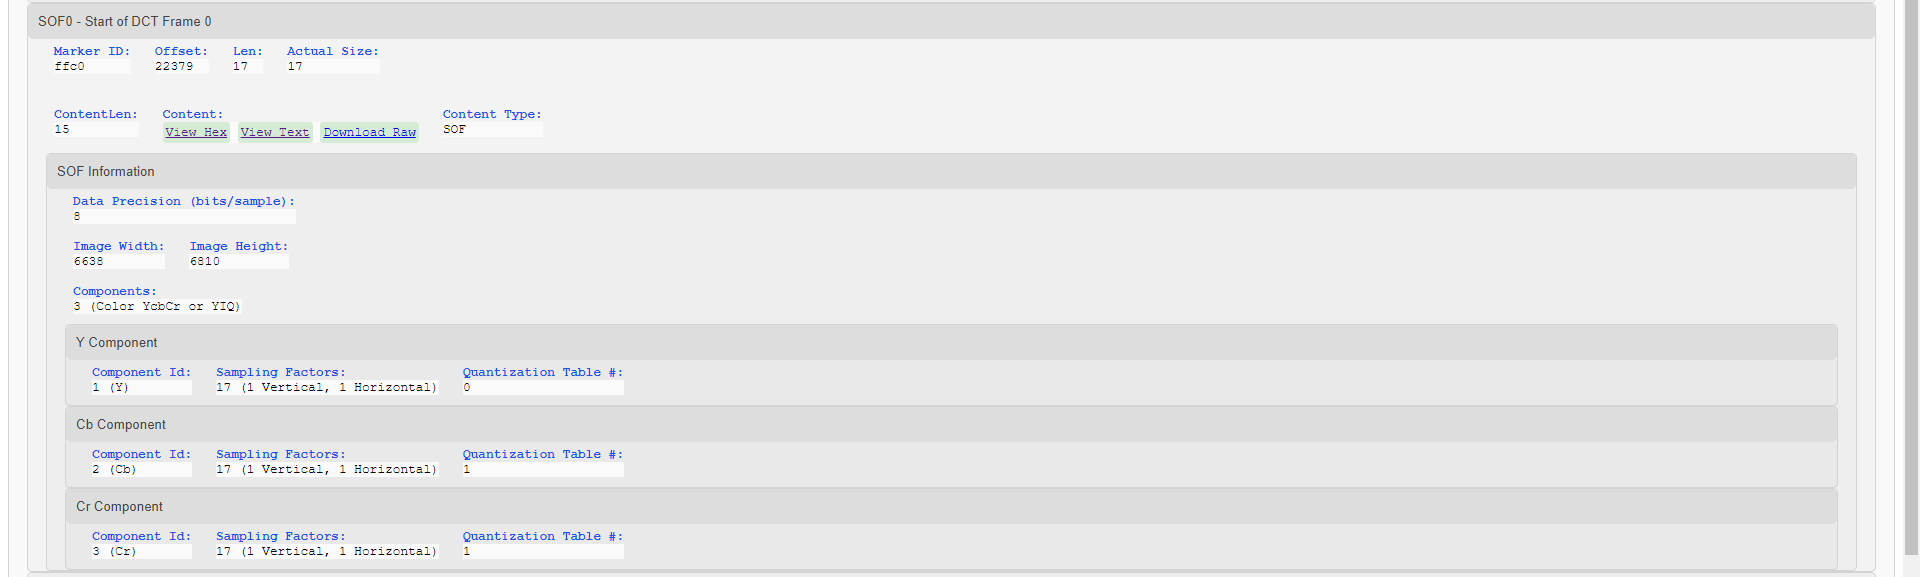 SOF0 - Start of DCT Frame 0
Marker ID: Offset: Len: Actual Size:
ffc0 22379 17 17
ContentLen: Content: Content Type:
15 View Hex View Text Download Raw SOF
SOF Information
Data Precision (bits/sample):
8
Image Width: Image Height:
6638 6810
Components:
3 (Color YcbCr or YIQ)
Y Component
Component Id: Sampling Factors: Quantization Table #:
1 (Y) 17 (1 Vertical, 1 Horizontal) 0
Cb Component
Component Id: Sampling Factors: Quantization Table #:
2 (Cb) 17 (1 Vertical, 1 Horizontal) 1
Cr Component
Component Id: Sampling Factors: Quantization Table #:
3 (Cr) 17 (1 Vertical, 1 Horizontal) 1